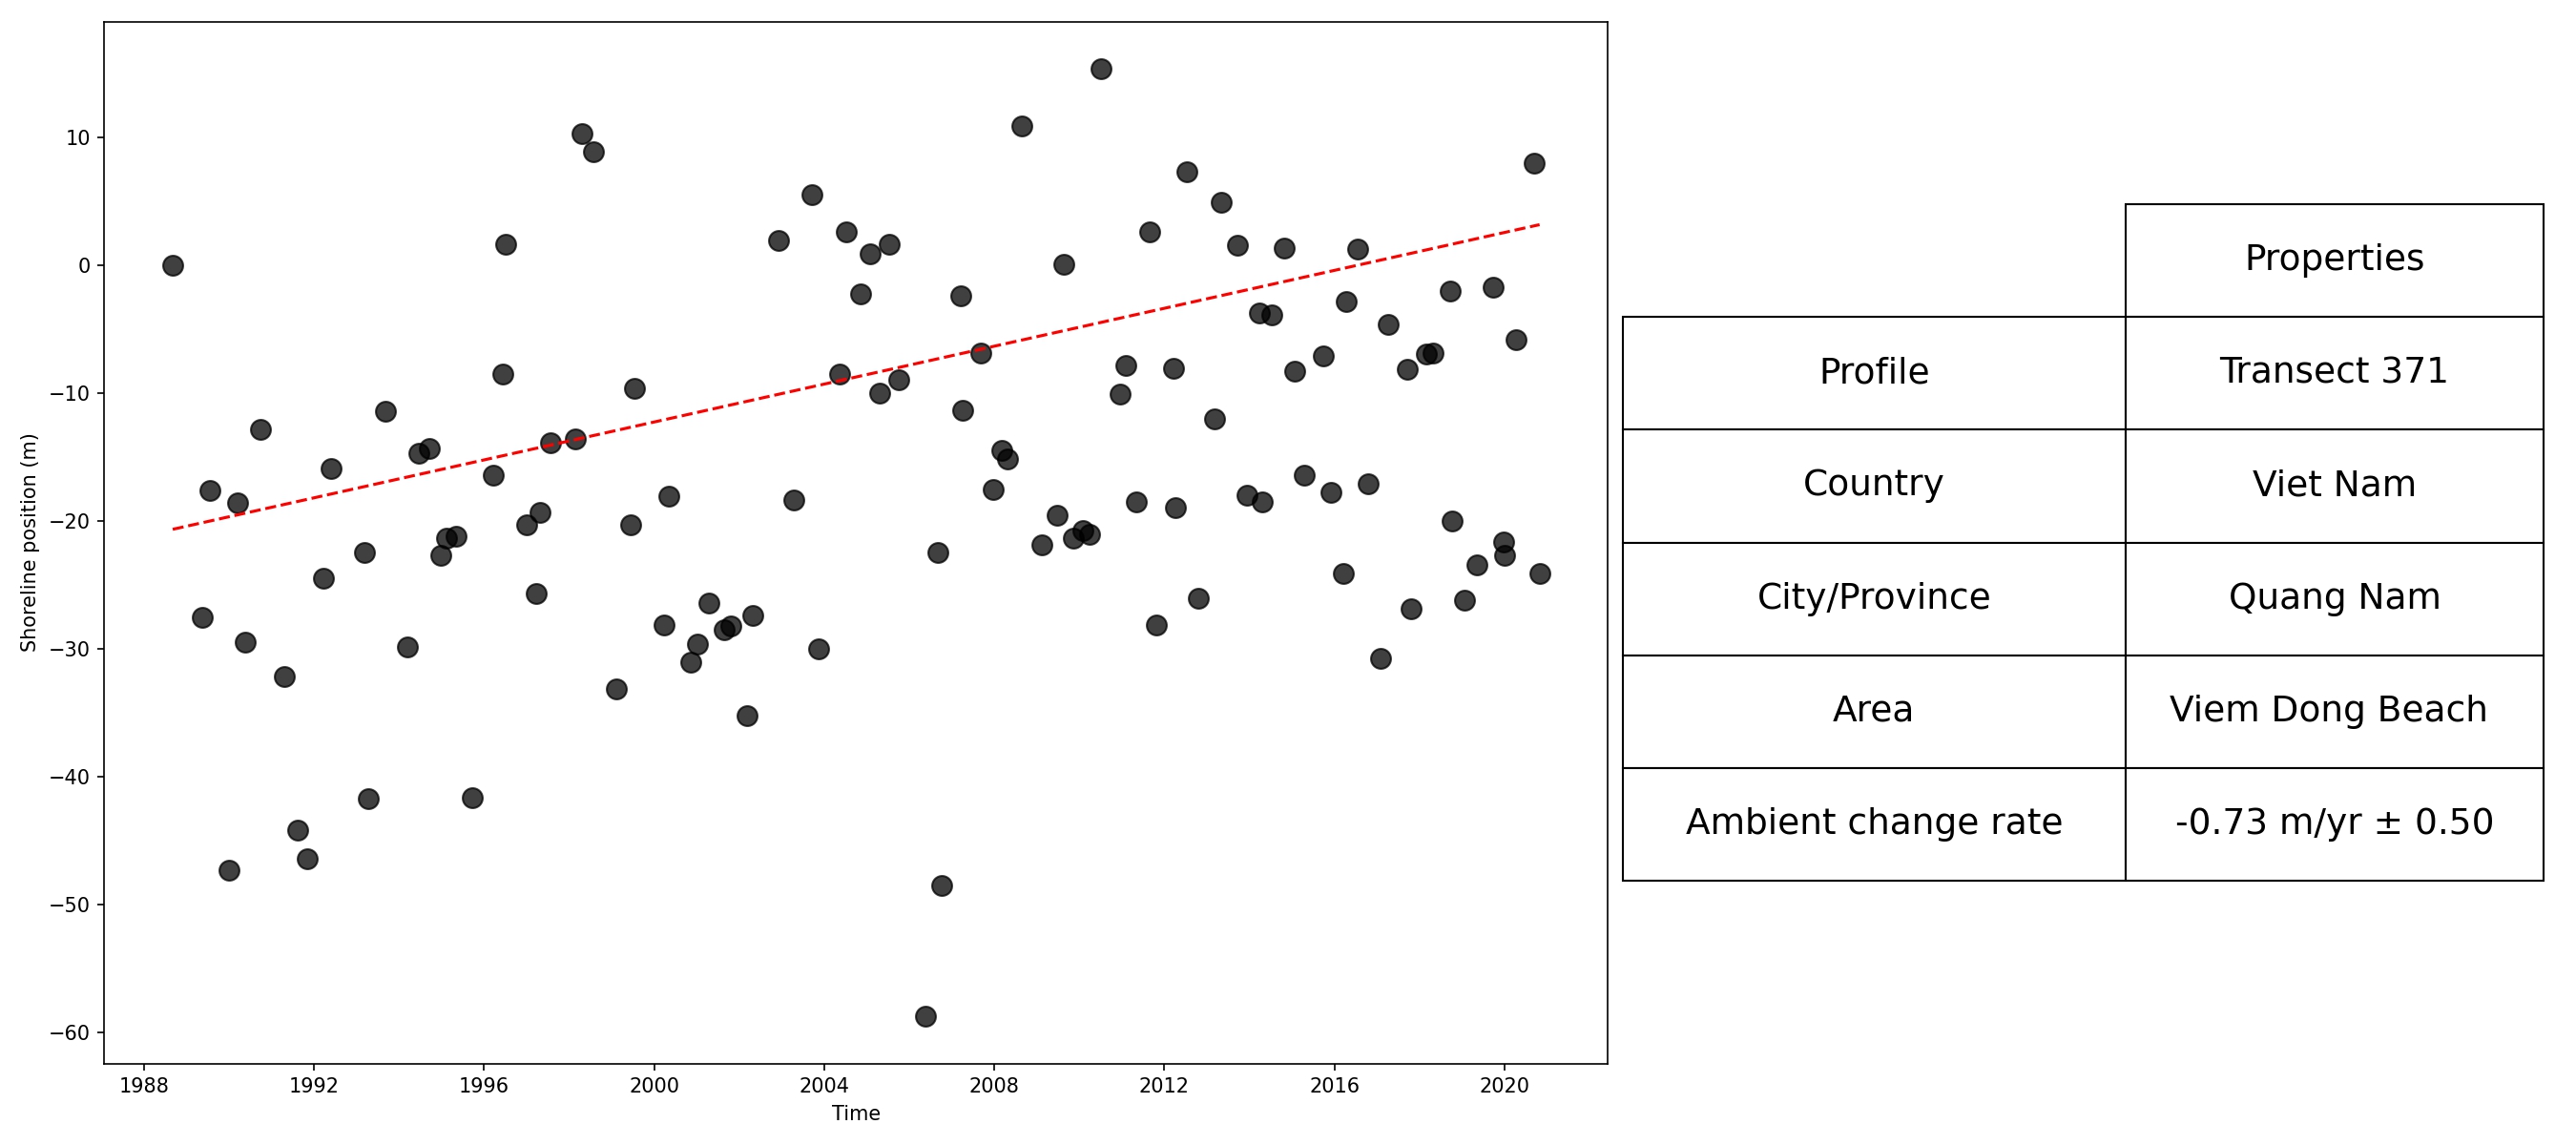 10
0
−10
−20
−30
−40
−50
−60
Shoreline position (m)
1988 1992 1996 2000 2004 2008 2012 2016 2020
Time
Properties
Profile Transect 371
Country Viet Nam
City/Province Quang Nam
Area Viem Dong Beach
Ambient change rate -0.73 m/yr ± 0.50